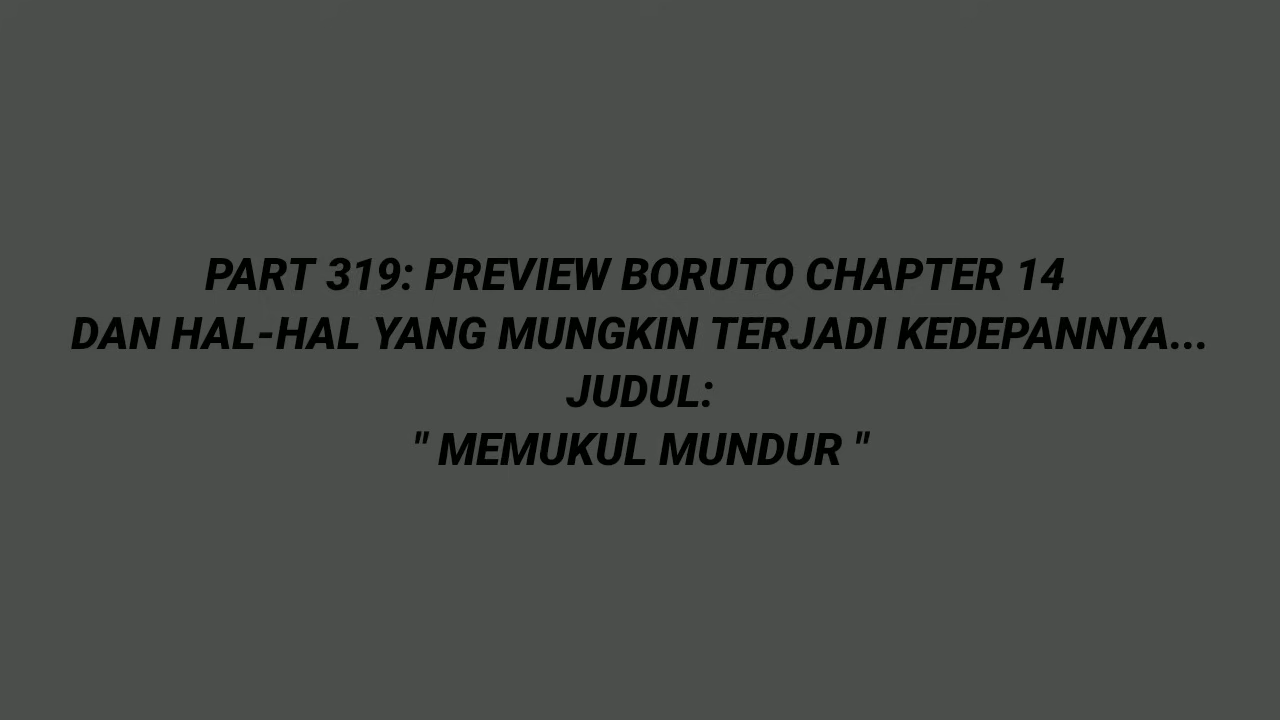 PART 319: PREVIEW BORUTO CHAPTER 14
DAN HAL-HAL YANG MUNGKIN TERJADI KEDEPANNYA...
JUDUL:
" MEMUKUL MUNDUR "